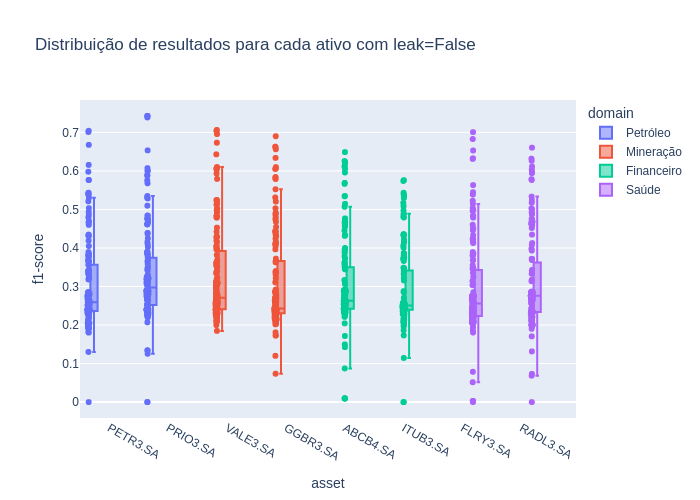 Distribuição de resultados para cada ativo com leak=False
domain
Petróleo
Mineração
Financeiro
Saúde
f1-score
0.7
0.6
0.5
0.4
0.3
0.2
0.1
0
PETR3.SA
PRIO3.SA
VALE3.SA
GGBR3.SA
ABCB4.SA
ITUB3.SA
FLRY3.SA
RADL3.SA
asset